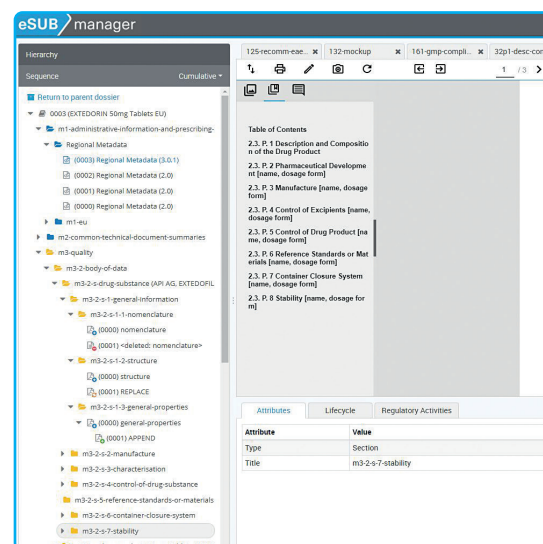 eSUB manager
Hierarchy
Sequence Cumulative
Return to parent dossier
0003 (EXTEDORIN 50mg Tablets EU)
m1-administrative-information-and-prescribing-
Regional Metadata
(0003) Regional Metadata (3.0.1)
(0002) Regional Metadata (2.0)
(0001) Regional Metadata (2.0)
(0000) Regional Metadata (2.0)
m1-eu
m2-common-technical-document-summaries
m3-quality
m3-2-body-of-data
m3-2-s-drug-substance (API AG, EXTEDOFIL
m3-2-s-1-general-information
m3-2-s-1-1-nomenclature
(0000) nomenclature
(0001) <deleted: nomenclature>
m3-2-s-1-2-structure
(0000) structure
(0001) REPLACE
m3-2-s-1-3-general-properties
(0000) general-properties
(0001) APPEND
m3-2-s-2-manufacture
m3-2-s-3-characterisation
m3-2-s-4-control-of-drug-substance
m3-2-s-5-reference-standards-or-materials
m3-2-s-6-container-closure-system
m3-2-s-7-stability
125-recomm-eae.. × 132-mockup × 161-gmp-compli.. × 32p1-desc-com
1 / 3
Table of Contents
2.3. P. 1 Description and Compositio
n of the Drug Product
2.3. P. 2 Pharmaceutical Developme
nt [name, dosage form]
2.3. P. 3 Manufacture [name, dosage
form]
2.3. P. 4 Control of Excipients [name,
dosage form]
2.3. P. 5 Control of Drug Product [na
me, dosage form]
2.3. P. 6 Reference Standards or Mat
erials [name, dosage form]
2.3. P. 7 Container Closure System
[name, dosage form]
2.3. P. 8 Stability [name, dosage for
m]
Attributes Lifecycle Regulatory Activities
Attribute Value
Type Section
Title m3-2-s-7-stability